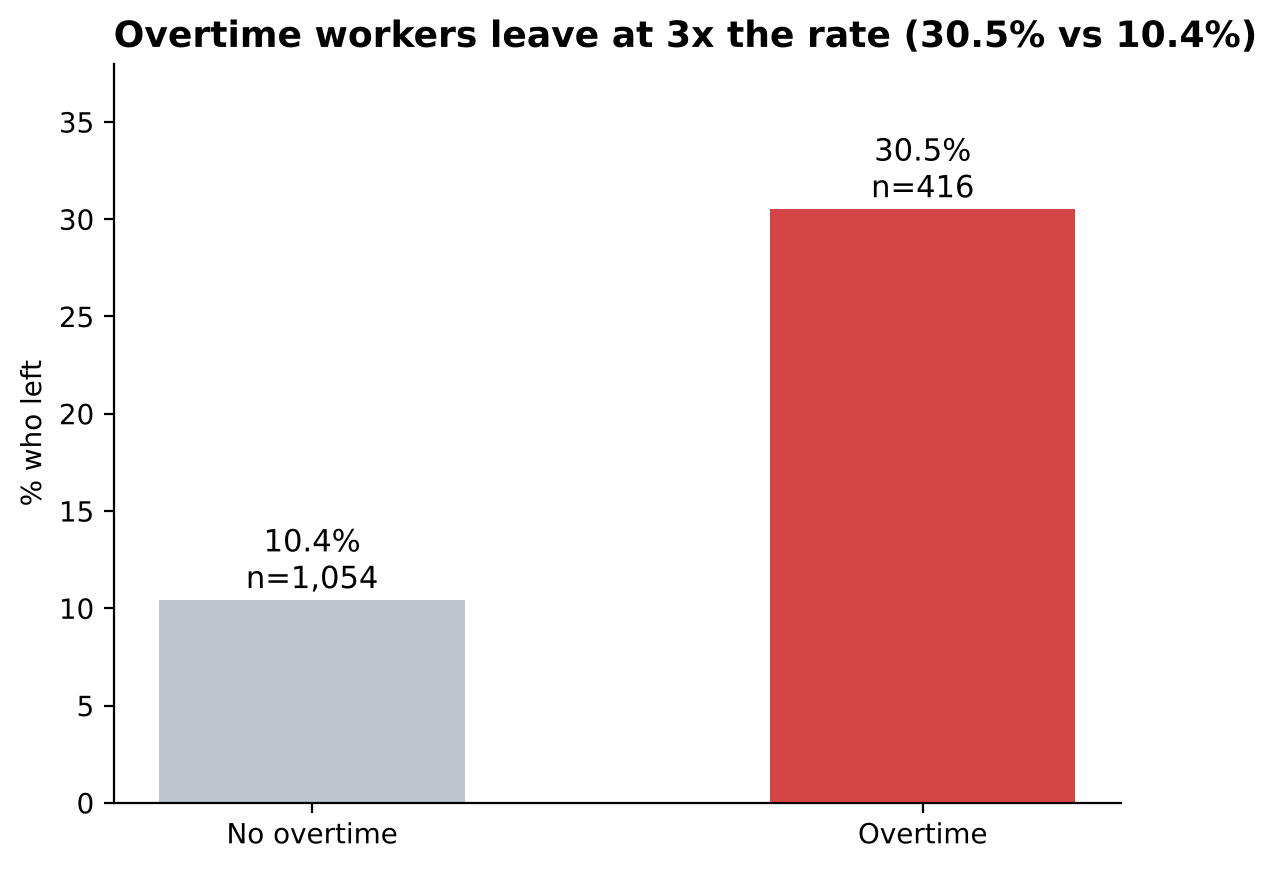 Overtime workers leave at 3x the rate (30.5% vs 10.4%)
% who left
35
30
25
20
15
10
5
0
10.4%
n=1,054
30.5%
n=416
No overtime
Overtime